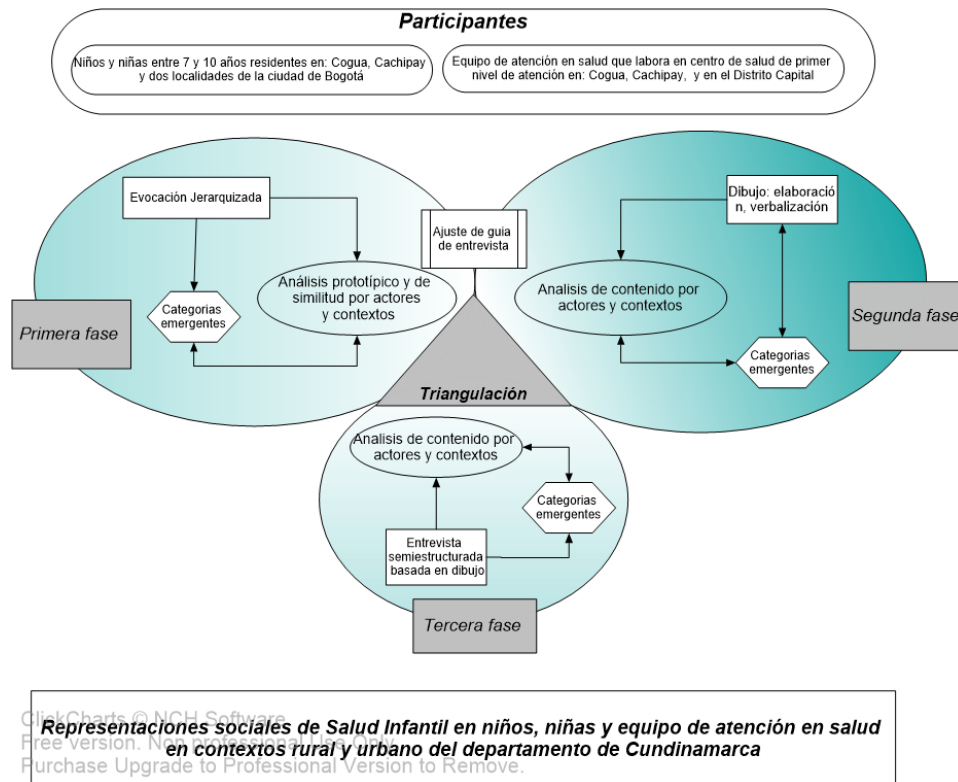 Participantes
Niños y niñas entre 7 y 10 años residentes en: Cogua, Cachipay
y dos localidades de la ciudad de Bogotá
Equipo de atención en salud que labora en centro de salud de primer
nivel de atención en: Cogua, Cachipay, y en el Distrito Capital
Evocación Jerarquizada
Categorias
emergentes
Análisis prototípico y de
similitud por actores
y contextos
Primera fase
Ajuste de guia
de entrevista
Dibujo: elaboració
n, verbalización
Analisis de contenido por
actores y contextos
Categorias
emergentes
Segunda fase
Triangulación
Analisis de contenido por
actores y contextos
Categorias
emergentes
Entrevista
semiestructurada
basada en dibujo
Tercera fase
Representaciones sociales de Salud Infantil en niños, niñas y equipo de atención en salud
en contextos rural y urbano del departamento de Cundinamarca
ClickCharts © NCH Software
Free version. Non professional Use Only.
Purchase Upgrade to Professional Version to Remove.